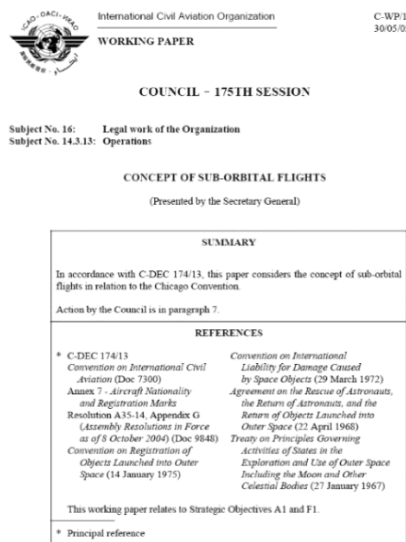 ICAO · OACI · ИКАО
International Civil Aviation Organization
C-WP/1
30/05/0
WORKING PAPER
COUNCIL – 175TH SESSION
Subject No. 16: Legal work of the Organization
Subject No. 14.3.13: Operations
CONCEPT OF SUB-ORBITAL FLIGHTS
(Presented by the Secretary General)
SUMMARY
In accordance with C-DEC 174/13, this paper considers the concept of sub-orbital
flights in relation to the Chicago Convention.
Action by the Council is in paragraph 7.
REFERENCES
* C-DEC 174/13
Convention on International Civil
Aviation (Doc 7300)
Annex 7 - Aircraft Nationality
and Registration Marks
Resolution A35-14, Appendix G
(Assembly Resolutions in Force
as of 8 October 2004) (Doc 9848)
Convention on Registration of
Objects Launched into Outer
Space (14 January 1975)
Convention on International
Liability for Damage Caused
by Space Objects (29 March 1972)
Agreement on the Rescue of Astronauts,
the Return of Astronauts, and the
Return of Objects Launched into
Outer Space (22 April 1968)
Treaty on Principles Governing
Activities of States in the
Exploration and Use of Outer Space
Including the Moon and Other
Celestial Bodies (27 January 1967)
This working paper relates to Strategic Objectives A1 and F1.
* Principal reference